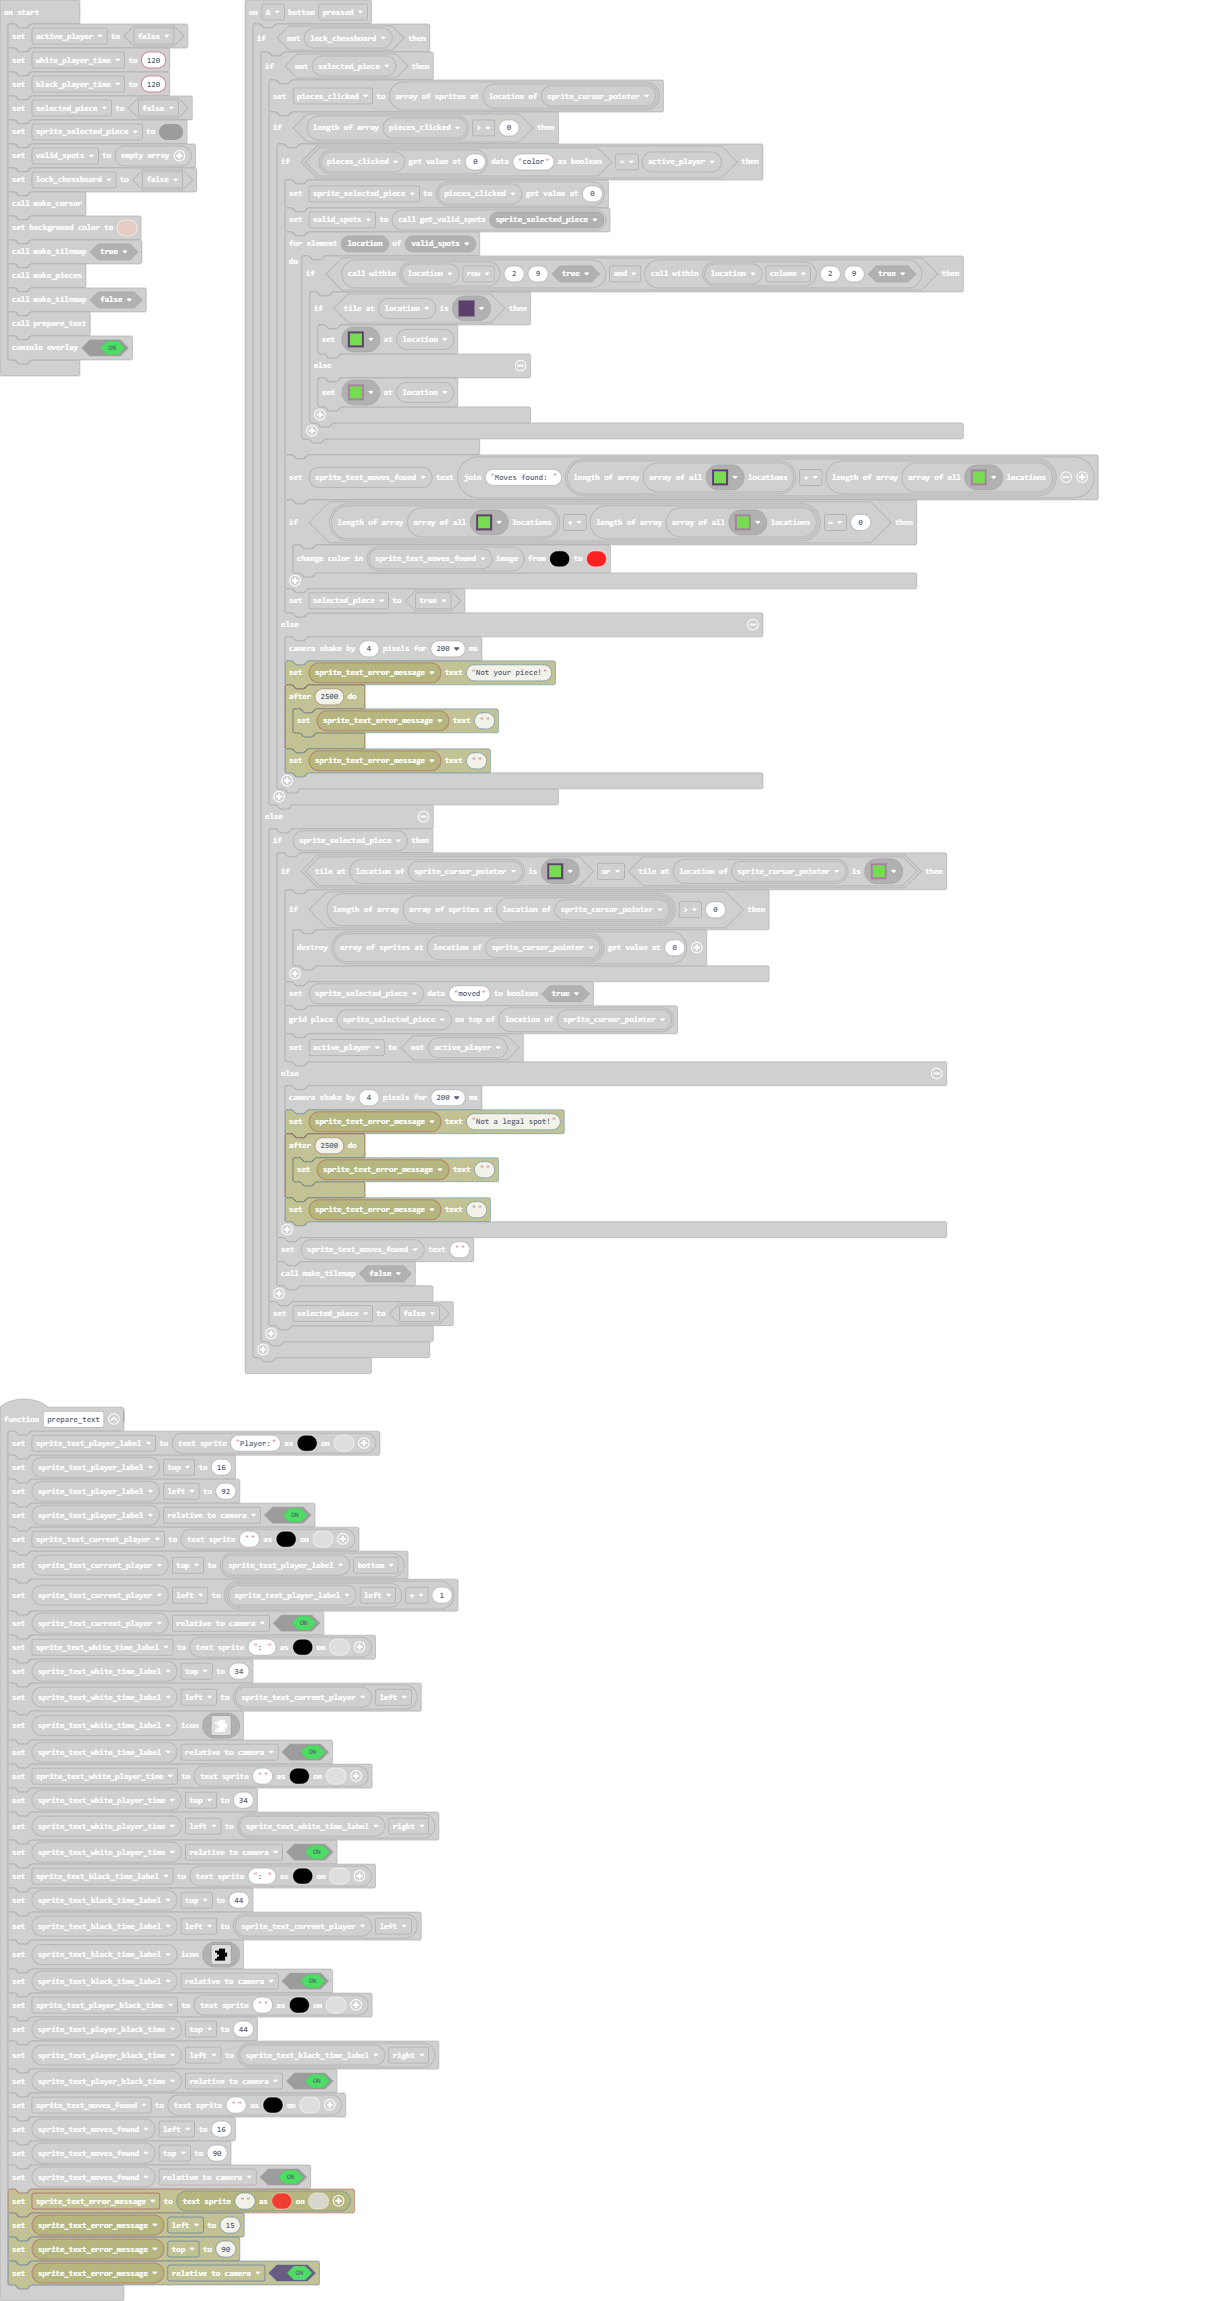 on start
set active_player to false
set white_player_time to 120
set black_player_time to 120
set selected_piece to false
set sprite_selected_piece to
set valid_spots to empty array
set lock_chessboard to false
call make_cursor
set background color to
call make_tilemap true
call make_pieces
call make_tilemap false
call prepare_text
console overlay ON
on A button pressed
if not lock_chessboard then
if not selected_piece then
set pieces_clicked to array of sprites at location of sprite_cursor_pointer
if length of array pieces_clicked > 0 then
if pieces_clicked get value at 0 data "color" as boolean = active_player then
set sprite_selected_piece to pieces_clicked get value at 0
set valid_spots to call get_valid_spots sprite_selected_piece
for element location of valid_spots
do
if call within location row 2 9 true and call within location column 2 9 true then
if tile at location is then
set at location
else
set at location
set sprite_text_moves_found text join "Moves found: " length of array array of all locations + length of array array of all locations
if length of array array of all locations + length of array array of all locations = 0 then
change color in sprite_text_moves_found image from to
set selected_piece to true
else
camera shake by 4 pixels for 200 ms
set sprite_text_error_message text "Not your piece!"
after 2500 do
set sprite_text_error_message text ""
set sprite_text_error_message text ""
else
if sprite_selected_piece then
if tile at location of sprite_cursor_pointer is or tile at location of sprite_cursor_pointer is then
if length of array array of sprites at location of sprite_cursor_pointer > 0 then
destroy array of sprites at location of sprite_cursor_pointer get value at 0
set sprite_selected_piece data "moved" to boolean true
grid place sprite_selected_piece on top of location of sprite_cursor_pointer
set active_player to not active_player
else
camera shake by 4 pixels for 200 ms
set sprite_text_error_message text "Not a legal spot!"
after 2500 do
set sprite_text_error_message text ""
set sprite_text_error_message text ""
set sprite_text_moves_found text ""
call make_tilemap false
set selected_piece to false
function prepare_text
set sprite_text_player_label to text sprite "Player:" as on
set sprite_text_player_label top to 16
set sprite_text_player_label left to 92
set sprite_text_player_label relative to camera ON
set sprite_text_current_player to text sprite "" as on
set sprite_text_current_player top to sprite_text_player_label bottom
set sprite_text_current_player left to sprite_text_player_label left + 1
set sprite_text_current_player relative to camera ON
set sprite_text_white_time_label to text sprite ": " as on
set sprite_text_white_time_label top to 34
set sprite_text_white_time_label left to sprite_text_current_player left
set sprite_text_white_time_label icon
set sprite_text_white_time_label relative to camera ON
set sprite_text_white_player_time to text sprite "" as on
set sprite_text_white_player_time top to 34
set sprite_text_white_player_time left to sprite_text_white_time_label right
set sprite_text_white_player_time relative to camera ON
set sprite_text_black_time_label to text sprite ": " as on
set sprite_text_black_time_label top to 44
set sprite_text_black_time_label left to sprite_text_current_player left
set sprite_text_black_time_label icon
set sprite_text_black_time_label relative to camera ON
set sprite_text_player_black_time to text sprite "" as on
set sprite_text_player_black_time top to 44
set sprite_text_player_black_time left to sprite_text_black_time_label right
set sprite_text_player_black_time relative to camera ON
set sprite_text_moves_found to text sprite "" as on
set sprite_text_moves_found left to 16
set sprite_text_moves_found top to 90
set sprite_text_moves_found relative to camera ON
set sprite_text_error_message to text sprite "" as on
set sprite_text_error_message left to 15
set sprite_text_error_message top to 90
set sprite_text_error_message relative to camera ON